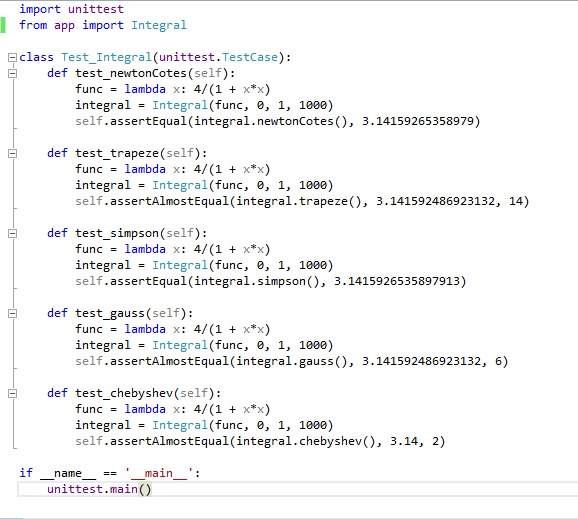 import unittest
from app import Integral
class Test_Integral(unittest.TestCase):
def test_newtonCotes(self):
func = lambda x: 4/(1 + x*x)
integral = Integral(func, 0, 1, 1000)
self.assertEqual(integral.newtonCotes(), 3.14159265358979)
def test_trapeze(self):
func = lambda x: 4/(1 + x*x)
integral = Integral(func, 0, 1, 1000)
self.assertAlmostEqual(integral.trapeze(), 3.141592486923132, 14)
def test_simpson(self):
func = lambda x: 4/(1 + x*x)
integral = Integral(func, 0, 1, 1000)
self.assertEqual(integral.simpson(), 3.1415926535897913)
def test_gauss(self):
func = lambda x: 4/(1 + x*x)
integral = Integral(func, 0, 1, 1000)
self.assertAlmostEqual(integral.gauss(), 3.141592486923132, 6)
def test_chebyshev(self):
func = lambda x: 4/(1 + x*x)
integral = Integral(func, 0, 1, 1000)
self.assertAlmostEqual(integral.chebyshev(), 3.14, 2)
if __name__ == '__main__':
unittest.main()